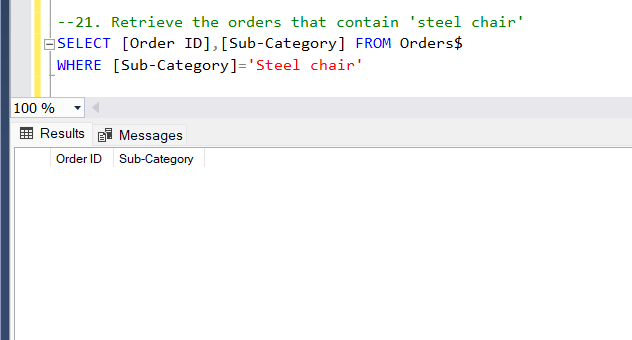 --21. Retrieve the orders that contain 'steel chair'
SELECT [Order ID],[Sub-Category] FROM Orders$
WHERE [Sub-Category]='Steel chair'
100 %
Results Messages
Order ID Sub-Category